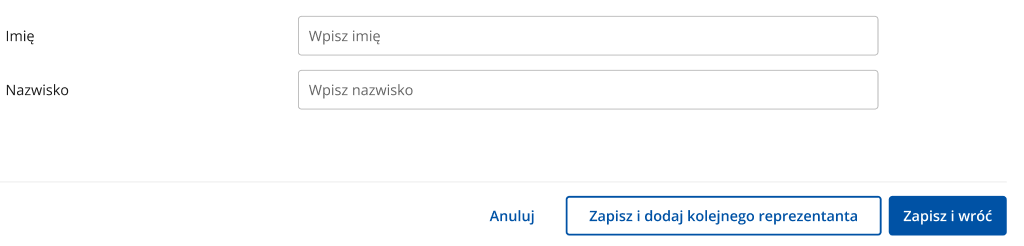 Imię
Wpisz imię
Nazwisko
Wpisz nazwisko
Anuluj
Zapisz i dodaj kolejnego reprezentanta
Zapisz i wróć